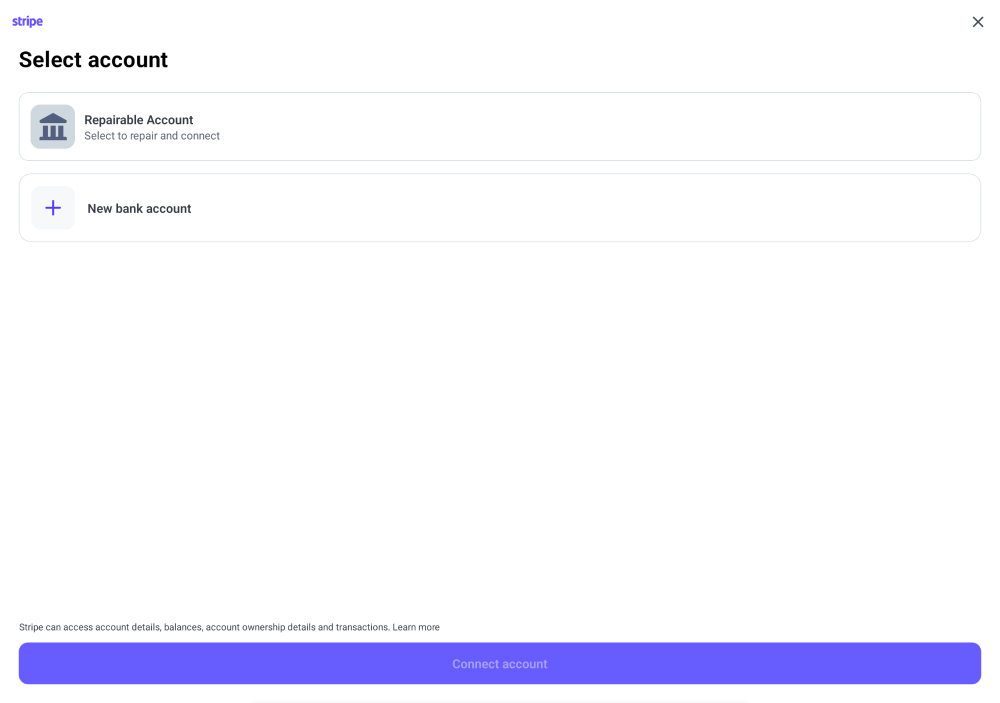 stripe
Select account
Repairable Account
Select to repair and connect
New bank account
Stripe can access account details, balances, account ownership details and transactions. Learn more
Connect account